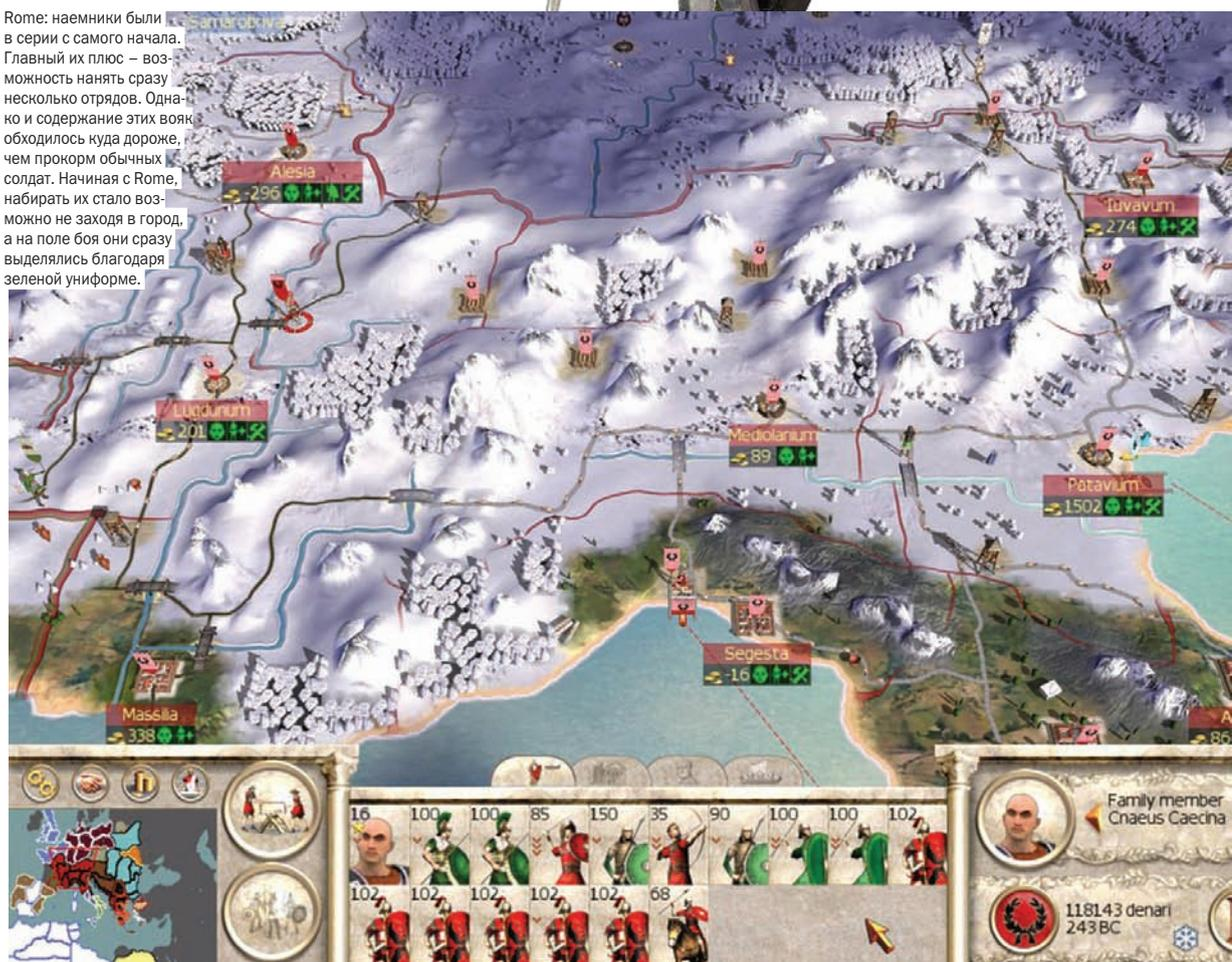 Rome: наемники были
в серии с самого начала.
Главный их плюс – воз-
можность нанять сразу
несколько отрядов. Одна-
ко и содержание этих вояк
обходилось куда дороже,
чем прокорм обычных
солдат. Начиная с Rome,
набирать их стало воз-
можно не заходя в город,
а на поле боя они сразу
выделялись благодаря
зеленой униформе.
Samarobriva
Alesia
-296
Iuvavum
274
Lugdunum
201
Mediolanium
89
Patavium
1502
Segesta
-16
Massilia
338
A
86
16 100 100 85 150 35 90 100 100 102
102 102 102 102 102 68
Family member
Cnaeus Caecina
118143 denari
243 BC